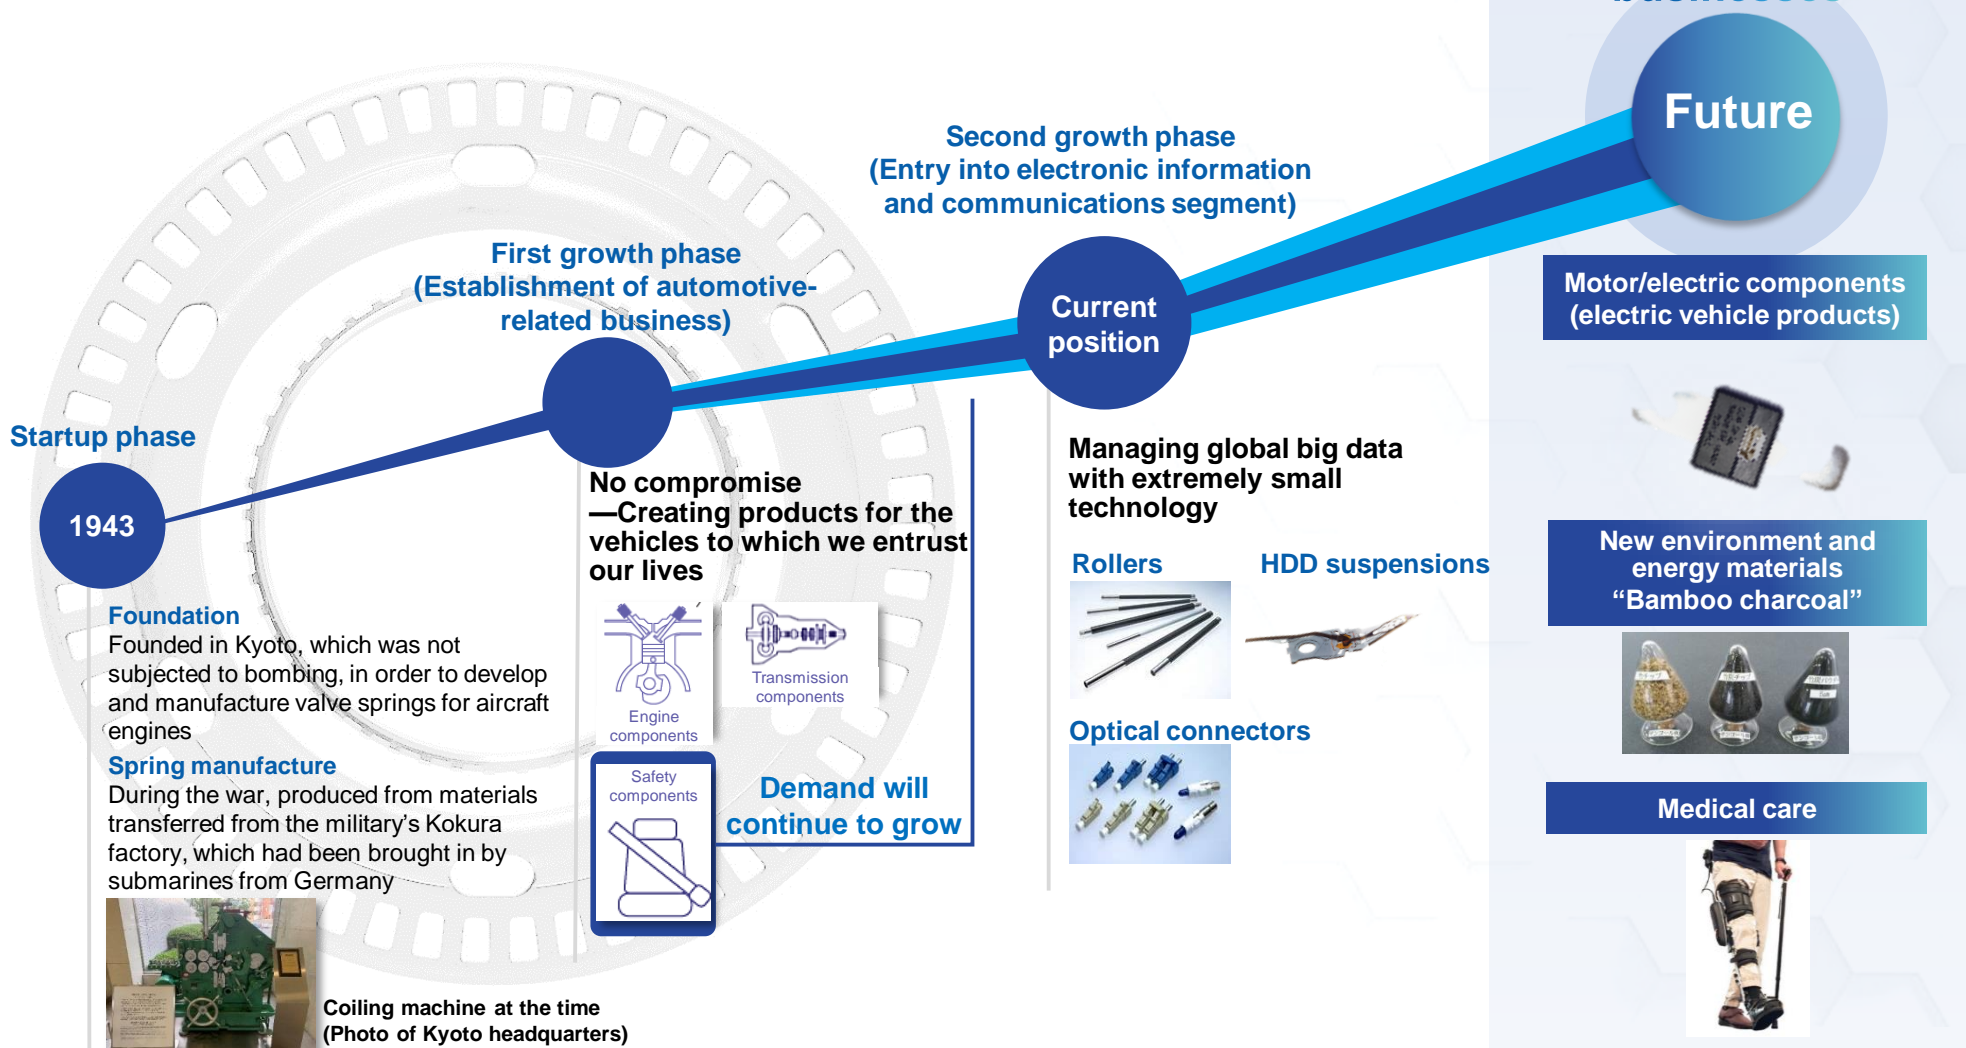 Future
Second growth phase
(Entry into electronic information
and communications segment)
First growth phase
(Establishment of automotive-
related business)
Current
position
Startup phase
1943
Foundation
Founded in Kyoto, which was not
subjected to bombing, in order to develop
and manufacture valve springs for aircraft
engines
Spring manufacture
During the war, produced from materials
transferred from the military’s Kokura
factory, which had been brought in by
submarines from Germany
Coiling machine at the time
(Photo of Kyoto headquarters)
No compromise
—Creating products for the
vehicles to which we entrust
our lives
Engine
components
Transmission
components
Safety
components
Demand will
continue to grow
Managing global big data
with extremely small
technology
Rollers
HDD suspensions
Optical connectors
Motor/electric components
(electric vehicle products)
New environment and
energy materials
“Bamboo charcoal”
Medical care